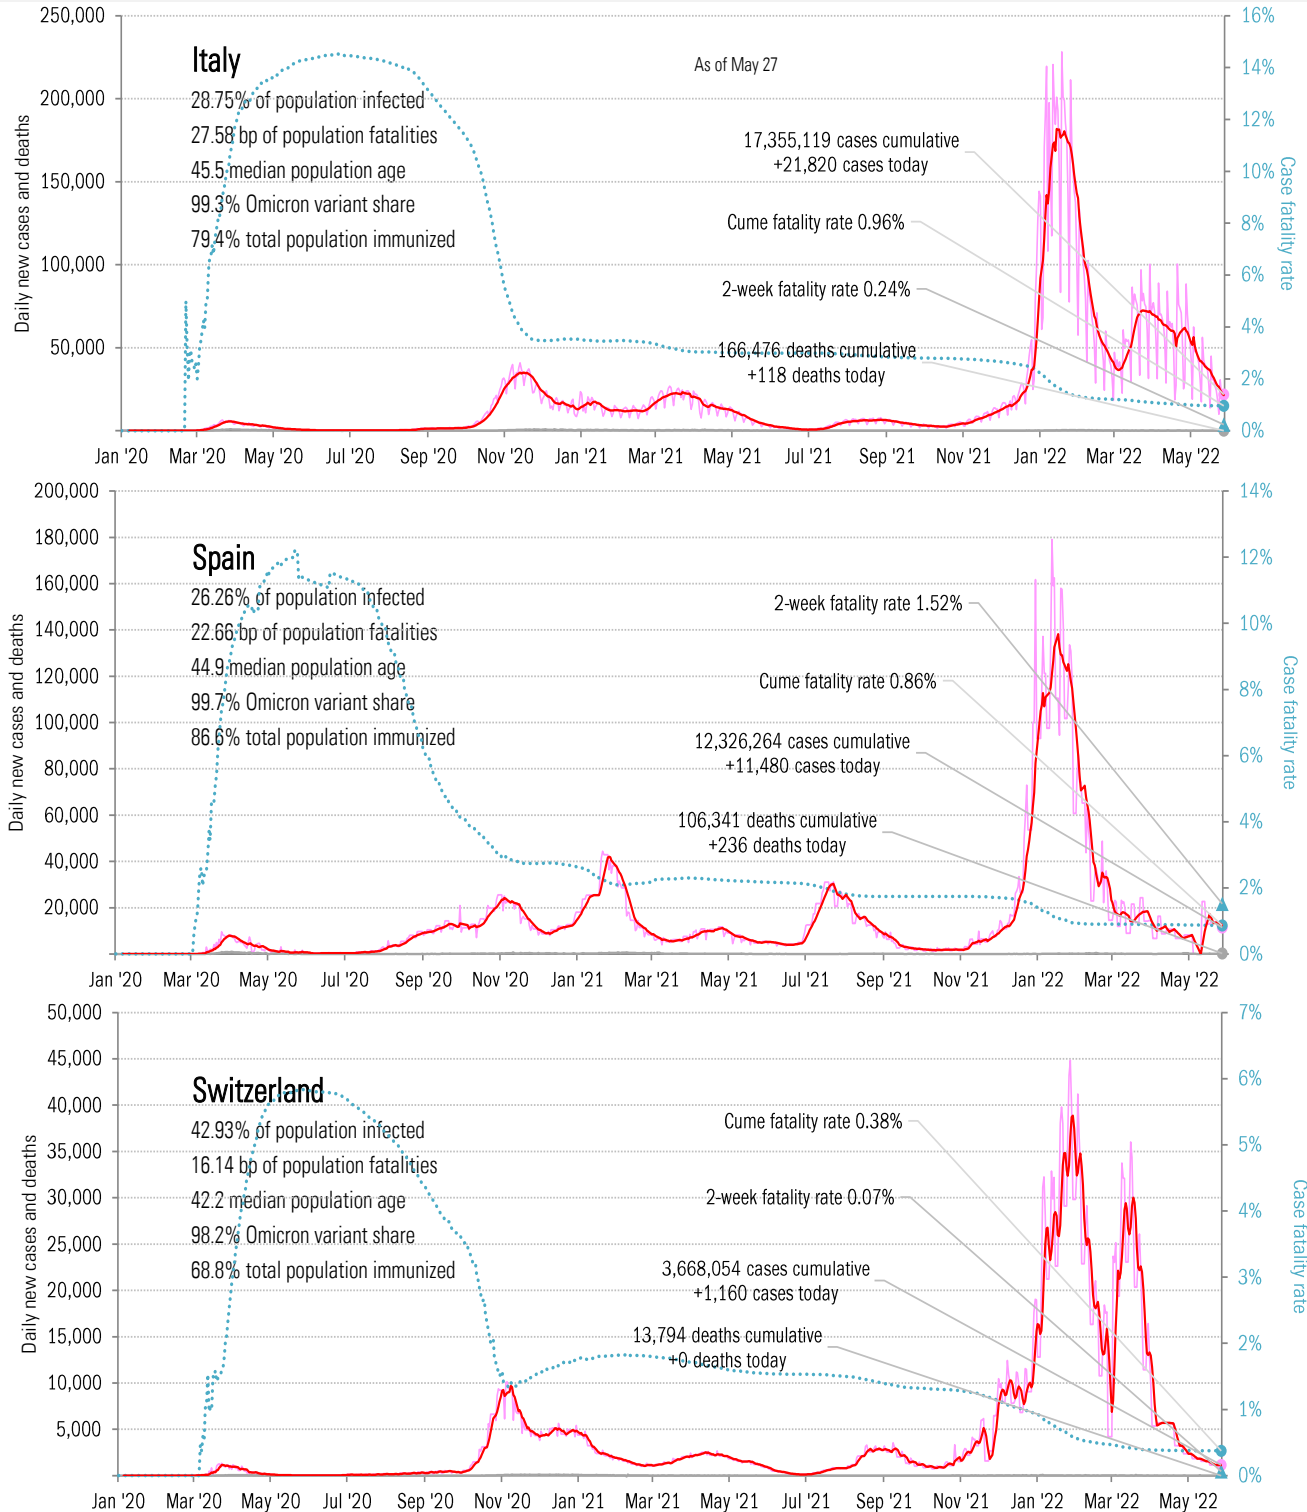 250,000
200,000
150,000
100,000
50,000
16%
14%
12%
10%
8%
6%
4%
2%
0%
Daily new cases and deaths
Case fatality rate
Italy
28.75% of population infected
27.58 bp of population fatalities
45.5 median population age
99.3% Omicron variant share
79.4% total population immunized
As of May 27
17,355,119 cases cumulative
+21,820 cases today
Cume fatality rate 0.96%
2-week fatality rate 0.24%
166,476 deaths cumulative
+118 deaths today
Jan '20 Mar '20 May '20 Jul '20 Sep '20 Nov '20 Jan '21 Mar '21 May '21 Jul '21 Sep '21 Nov '21 Jan '22 Mar '22 May '22
200,000
180,000
160,000
140,000
120,000
100,000
80,000
60,000
40,000
20,000
14%
12%
10%
8%
6%
4%
2%
0%
Daily new cases and deaths
Case fatality rate
Spain
26.26% of population infected
22.66 bp of population fatalities
44.9 median population age
99.7% Omicron variant share
86.6% total population immunized
2-week fatality rate 1.52%
Cume fatality rate 0.86%
12,326,264 cases cumulative
+11,480 cases today
106,341 deaths cumulative
+236 deaths today
Jan '20 Mar '20 May '20 Jul '20 Sep '20 Nov '20 Jan '21 Mar '21 May '21 Jul '21 Sep '21 Nov '21 Jan '22 Mar '22 May '22
50,000
45,000
40,000
35,000
30,000
25,000
20,000
15,000
10,000
5,000
7%
6%
5%
4%
3%
2%
1%
0%
Daily new cases and deaths
Case fatality rate
Switzerland
42.93% of population infected
16.14 bp of population fatalities
42.2 median population age
98.2% Omicron variant share
68.8% total population immunized
Cume fatality rate 0.38%
2-week fatality rate 0.07%
3,668,054 cases cumulative
+1,160 cases today
13,794 deaths cumulative
+0 deaths today
Jan '20 Mar '20 May '20 Jul '20 Sep '20 Nov '20 Jan '21 Mar '21 May '21 Jul '21 Sep '21 Nov '21 Jan '22 Mar '22 May '22